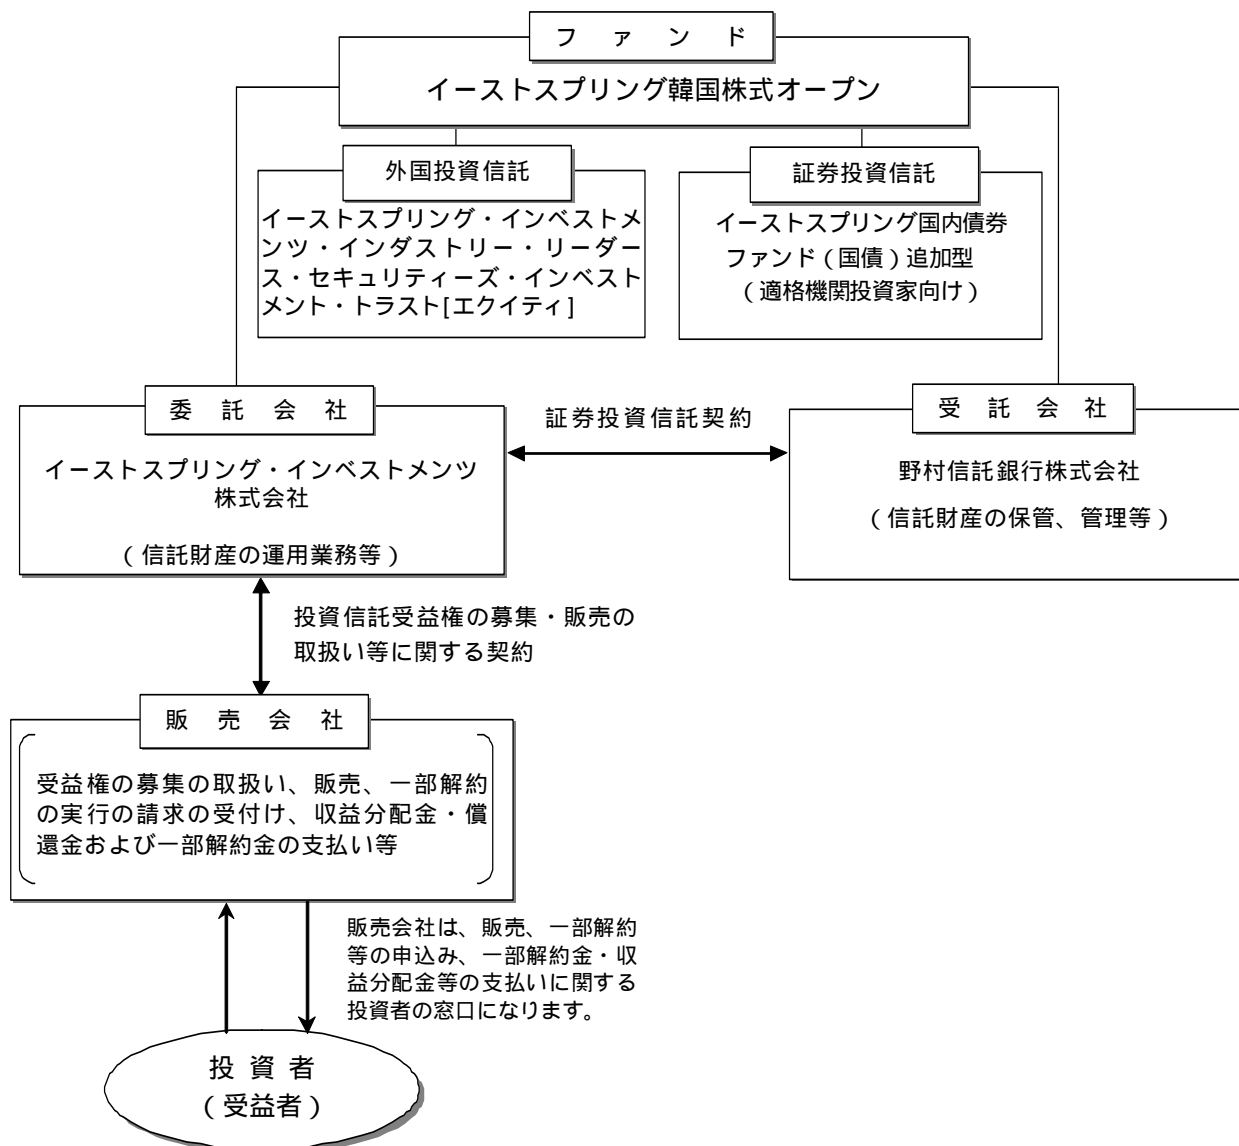 ファンド
イーストスプリング韓国株式オープン
外国投資信託
イーストスプリング・インベストメ
ンツ・インダストリー・リーダー
ス・セキュリティーズ・インベスト
メント・トラスト[エクイティ]
証券投資信託
イーストスプリング国内債券
ファンド(国債)追加型
(適格機関投資家向け)
委託会社
イーストスプリング・インベストメンツ
株式会社
(信託財産の運用業務等)
証券投資信託契約
受託会社
野村信託銀行株式会社
(信託財産の保管、管理等)
投資信託受益権の募集・販売の
取扱い等に関する契約
販売会社
受益権の募集の取扱い、販売、一部解約
の実行の請求の受付け、収益分配金・償
還金および一部解約金の支払い等
販売会社は、販売、一部解約
等の申込み、一部解約金・収
益分配金等の支払いに関する
投資者の窓口になります。
投資者
(受益者)